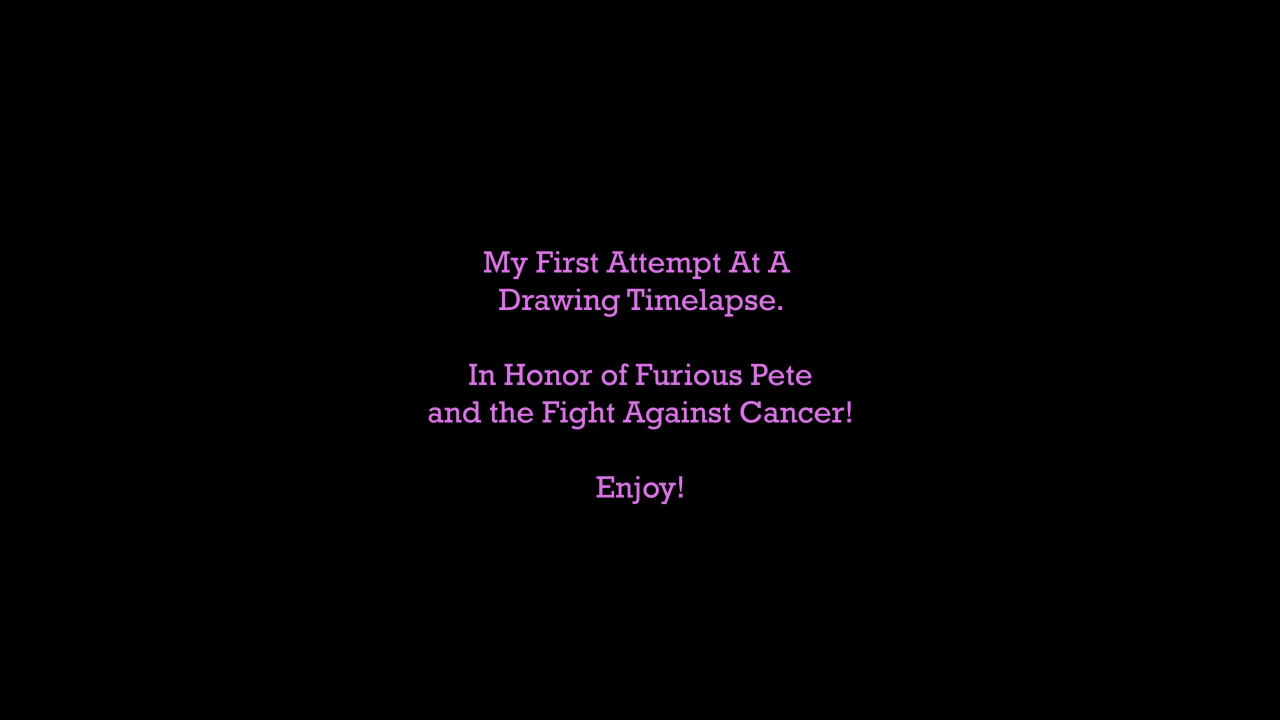 My First Attempt At A
Drawing Timelapse.
In Honor of Furious Pete
and the Fight Against Cancer!
Enjoy!